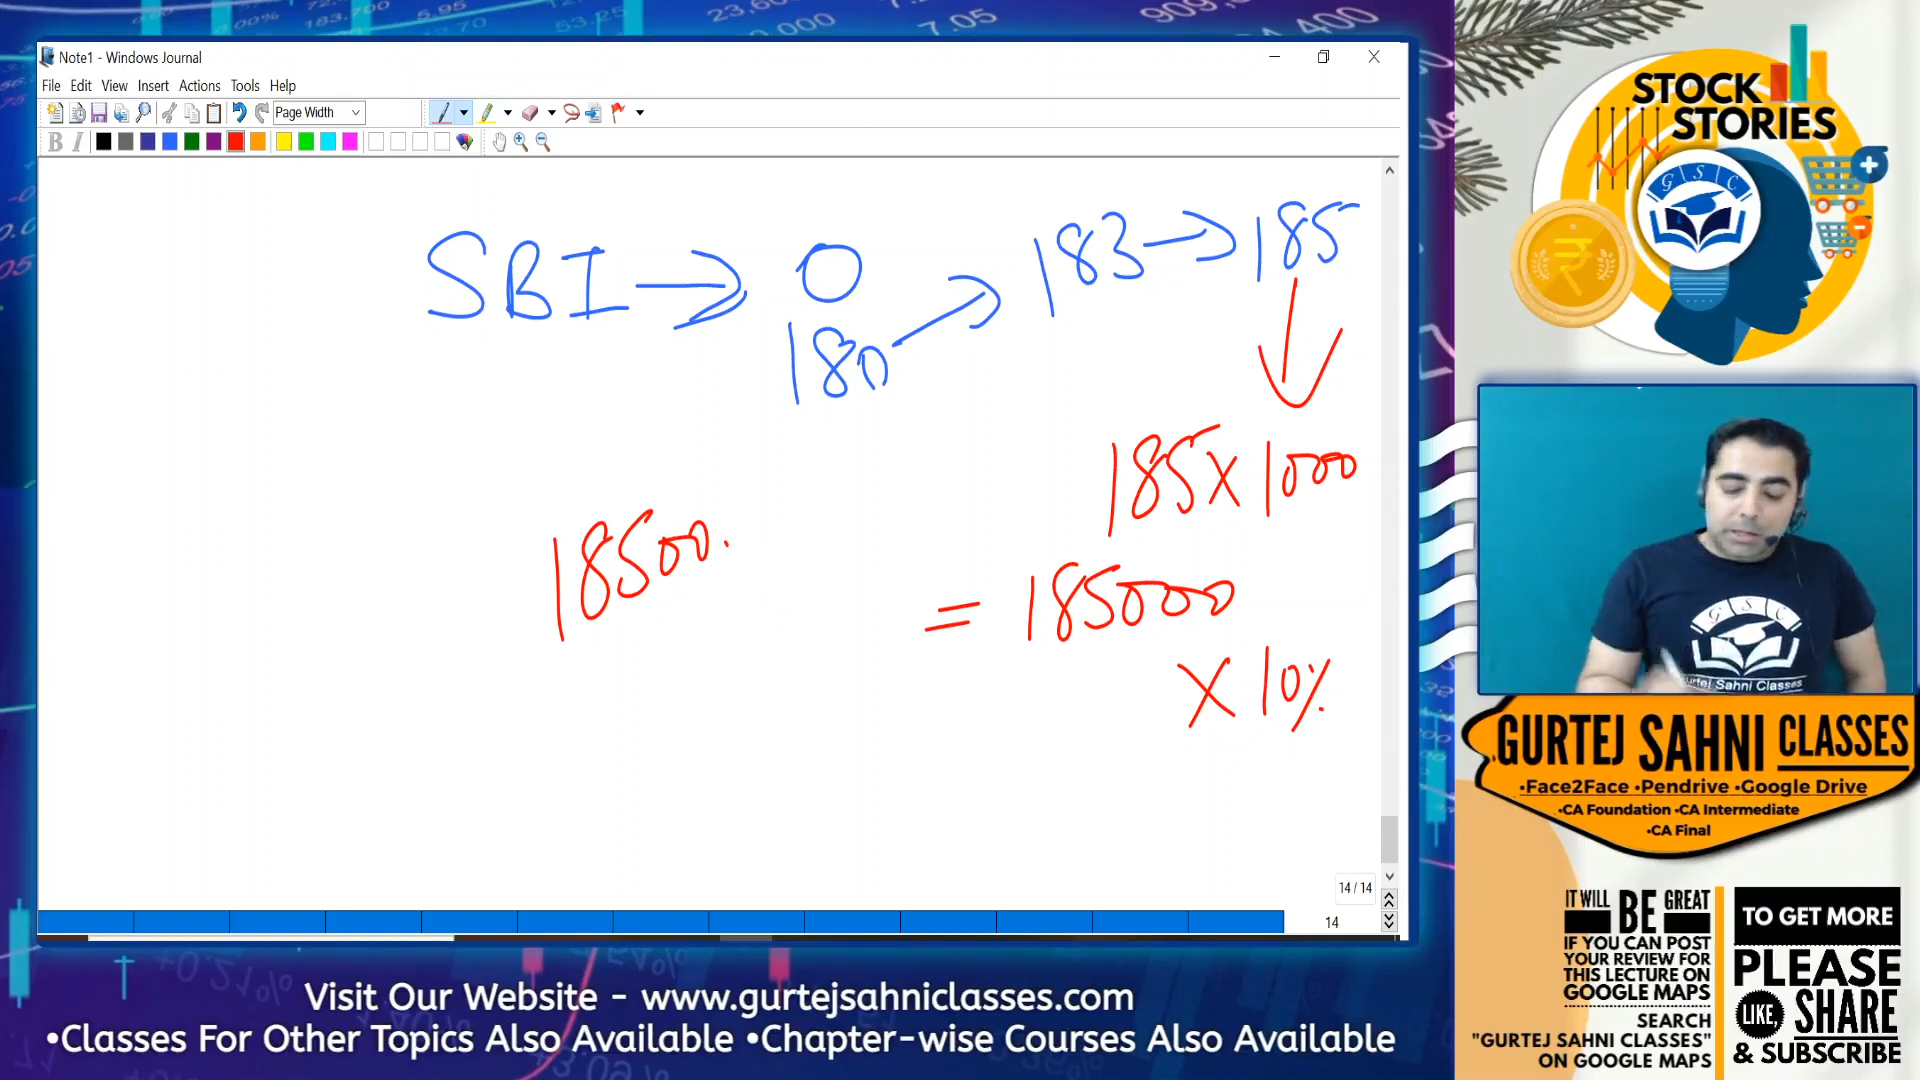 Note1 - Windows Journal
File Edit View Insert Actions Tools Help
Page Width
B I
SBI → 0
180 → 183 → 185
185 X 1000
18500.
= 185000
X 10%
14 / 14
14
STOCK
STORIES
G S C
GSC
Gurtej Sahni Classes
GURTEJ SAHNI CLASSES
•Face2Face •Pendrive •Google Drive
•CA Foundation •CA Intermediate
•CA Final
IT WILL BE GREAT
IF YOU CAN POST
YOUR REVIEW FOR
THIS LECTURE ON
GOOGLE MAPS
SEARCH
"GURTEJ SAHNI CLASSES"
ON GOOGLE MAPS
TO GET MORE
PLEASE
LIKE, SHARE
& SUBSCRIBE
Visit Our Website - www.gurtejsahniclasses.com
•Classes For Other Topics Also Available •Chapter-wise Courses Also Available